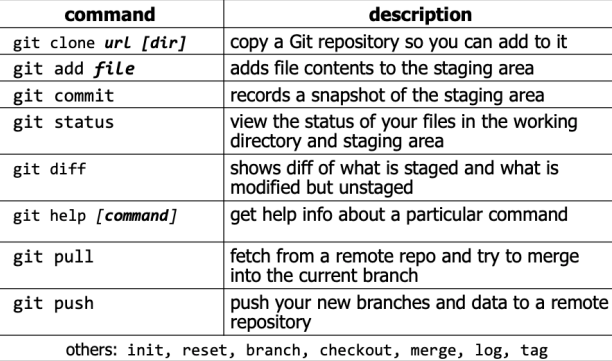 command description
git clone url [dir] copy a Git repository so you can add to it
git add file adds file contents to the staging area
git commit records a snapshot of the staging area
git status view the status of your files in the working
directory and staging area
git diff shows diff of what is staged and what is
modified but unstaged
git help [command] get help info about a particular command
git pull fetch from a remote repo and try to merge
into the current branch
git push push your new branches and data to a remote
repository
others: init, reset, branch, checkout, merge, log, tag